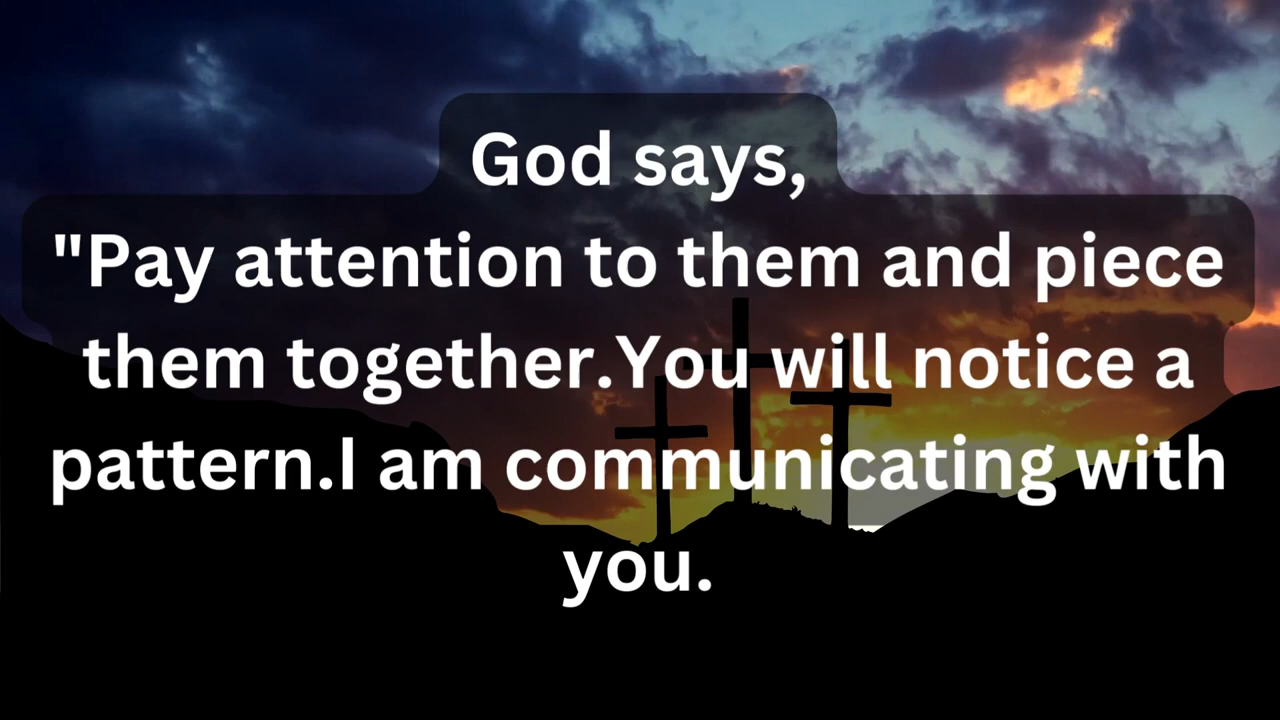 God says,
"Pay attention to them and piece
them together.You will notice a
pattern.I am communicating with
you.